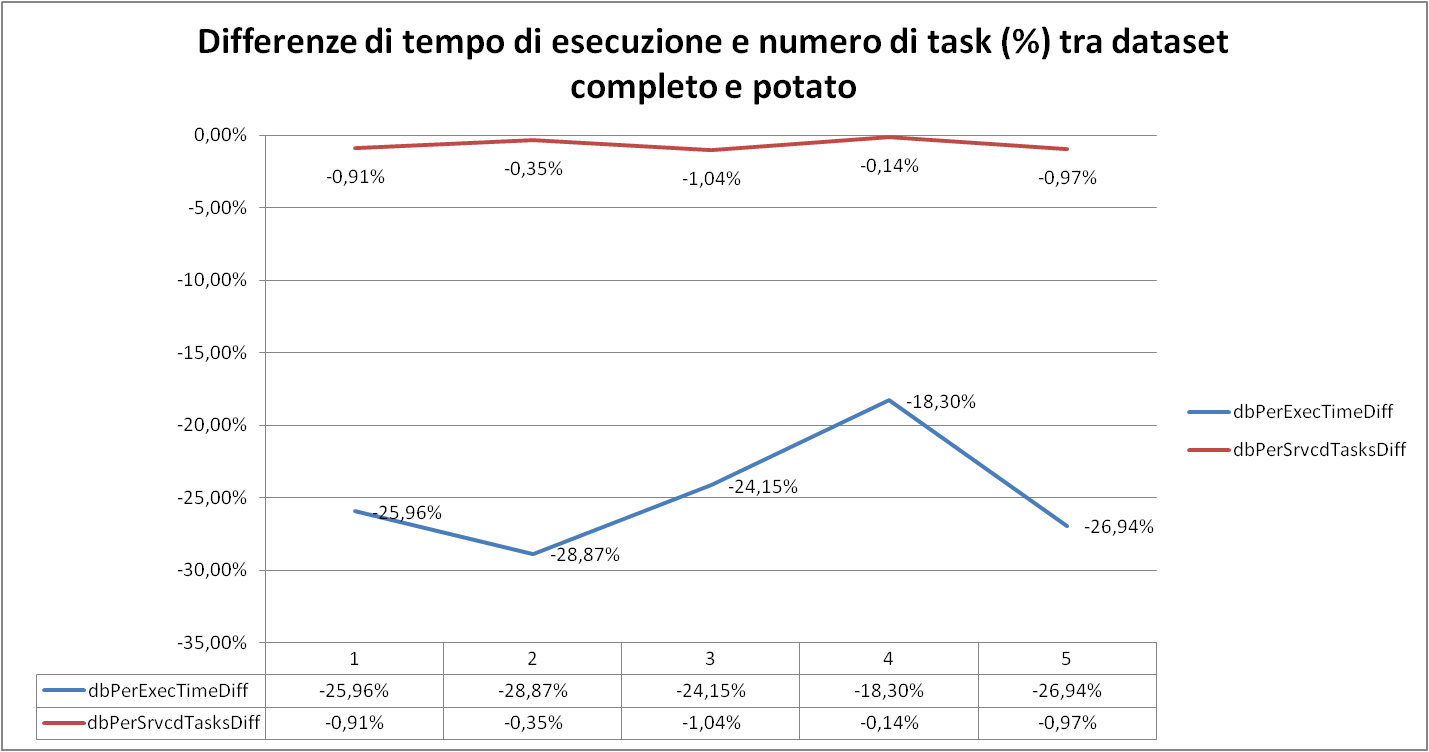 Differenze di tempo di esecuzione e numero di task (%) tra dataset
completo e potato
0,00%
-5,00%
-10,00%
-15,00%
-20,00%
-25,00%
-30,00%
-35,00%
-0,91%
-0,35%
-1,04%
-0,14%
-0,97%
-25,96%
-28,87%
-24,15%
-18,30%
-26,94%
dbPerExecTimeDiff
dbPerSrvcdTasksDiff
1 2 3 4 5
dbPerExecTimeDiff -25,96% -28,87% -24,15% -18,30% -26,94%
dbPerSrvcdTasksDiff -0,91% -0,35% -1,04% -0,14% -0,97%